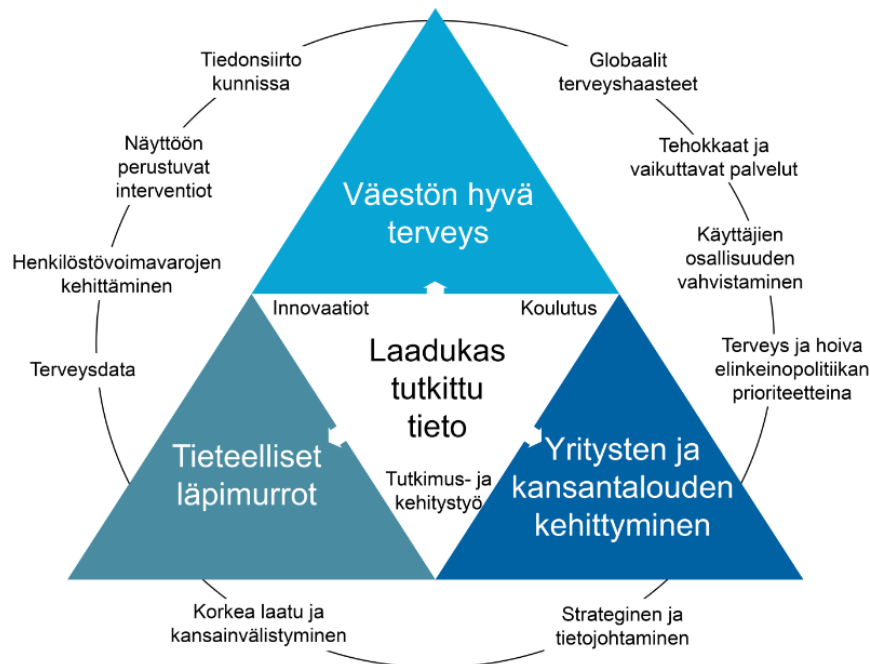 Tiedonsiirto
kunnissa
Globaalit
terveyshaasteet
Näyttöön
perustuvat
interventiot
Tehokkaat ja
vaikuttavat palvelut
Väestön hyvä
terveys
Henkilöstövoimavarojen
kehittäminen
Käyttäjien
osallisuuden
vahvistaminen
Innovaatiot
Koulutus
Terveysdata
Laadukas
tutkittu
tieto
Terveys ja hoiva
elinkeinopolitiikan
prioriteetteina
Tieteelliset
läpimurrot
Tutkimus- ja
kehitystyö
Yritysten ja
kansantalouden
kehittyminen
Korkea laatu ja
kansainvälistyminen
Strateginen ja
tietojohtaminen